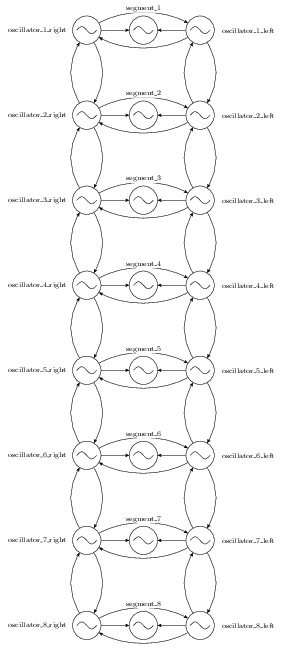 segment_1
oscillator_1_right
oscillator_1_left
segment_2
oscillator_2_right
oscillator_2_left
segment_3
oscillator_3_right
oscillator_3_left
segment_4
oscillator_4_right
oscillator_4_left
segment_5
oscillator_5_right
oscillator_5_left
segment_6
oscillator_6_right
oscillator_6_left
segment_7
oscillator_7_right
oscillator_7_left
segment_8
oscillator_8_right
oscillator_8_left